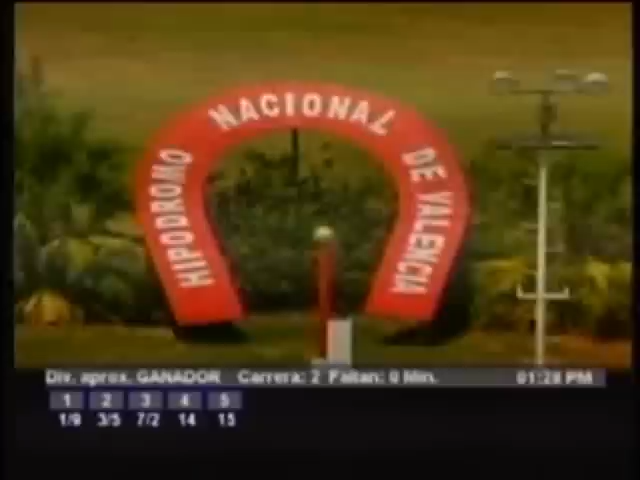 HIPODROMO NACIONAL DE VALENCIA
Div. aprox. GANADOR Carrera: 2 Faltan: 0 Min. 01:28 PM
1 2 3 4 5
1/9 3/5 7/2 14 15